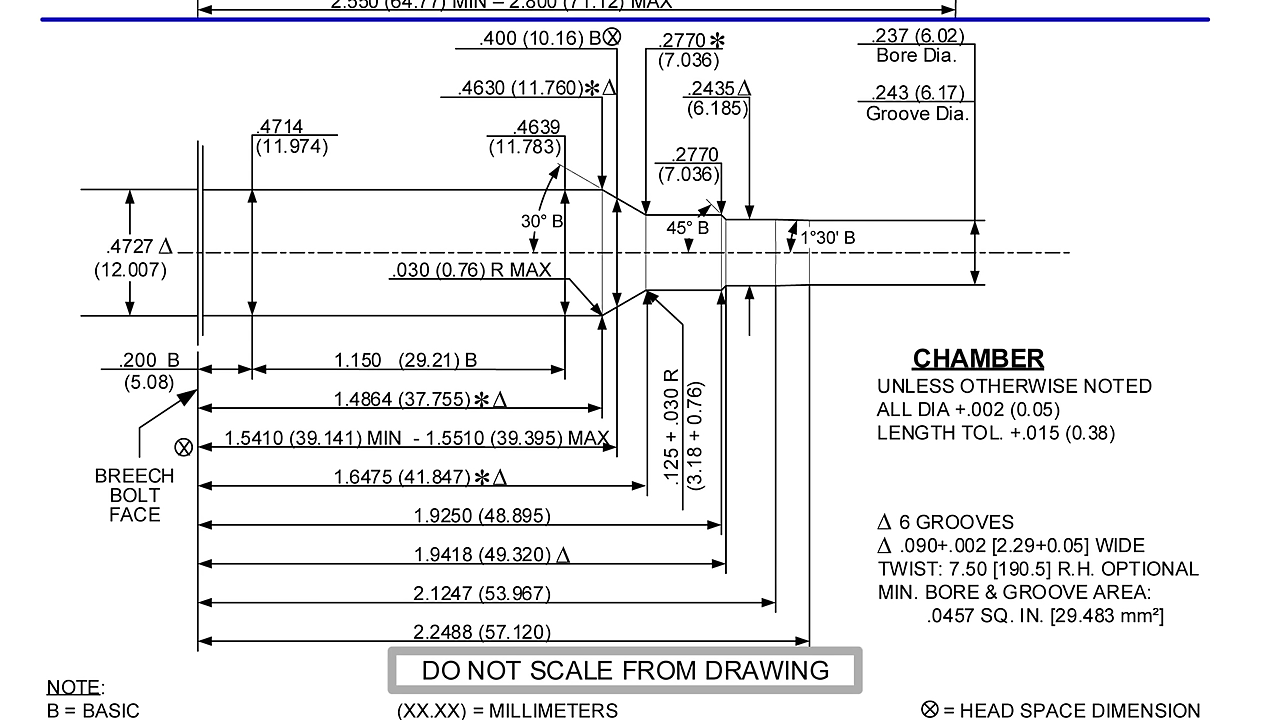 2.550 (64.77) MIN – 2.800 (71.12) MAX
.400 (10.16) B⊗
.2770 *
(7.036)
.237 (6.02)
Bore Dia.
.4630 (11.760)* Δ
.2435 Δ
(6.185)
.243 (6.17)
Groove Dia.
.4714
(11.974)
.4639
(11.783)
.2770
(7.036)
30° B
45° B
1°30' B
.4727 Δ
(12.007)
.030 (0.76) R MAX
.200 B
(5.08)
1.150 (29.21) B
1.4864 (37.755) * Δ
⊗
1.5410 (39.141) MIN - 1.5510 (39.395) MAX
BREECH
BOLT
FACE
1.6475 (41.847) * Δ
.125 + .030 R
(3.18 + 0.76)
1.9250 (48.895)
1.9418 (49.320) Δ
2.1247 (53.967)
2.2488 (57.120)
CHAMBER
UNLESS OTHERWISE NOTED
ALL DIA +.002 (0.05)
LENGTH TOL. +.015 (0.38)
Δ 6 GROOVES
Δ .090+.002 [2.29+0.05] WIDE
TWIST: 7.50 [190.5] R.H. OPTIONAL
MIN. BORE & GROOVE AREA:
.0457 SQ. IN. [29.483 mm²]
DO NOT SCALE FROM DRAWING
NOTE:
B = BASIC
(XX.XX) = MILLIMETERS
⊗ = HEAD SPACE DIMENSION